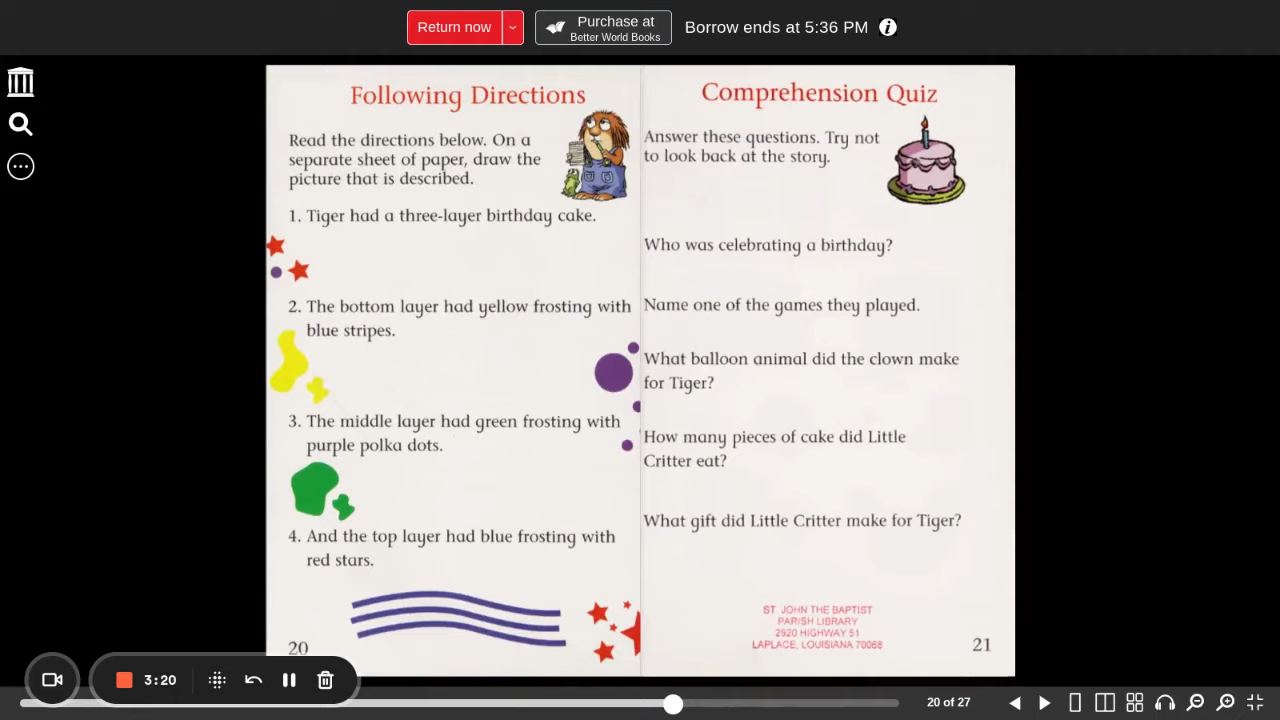 Return now
Purchase at
Better World Books
Borrow ends at 5:36 PM
Following Directions
Read the directions below. On a
separate sheet of paper, draw the
picture that is described.
1. Tiger had a three-layer birthday cake.
2. The bottom layer had yellow frosting with
blue stripes.
3. The middle layer had green frosting with
purple polka dots.
4. And the top layer had blue frosting with
red stars.
20
Comprehension Quiz
Answer these questions. Try not
to look back at the story.
Who was celebrating a birthday?
Name one of the games they played.
What balloon animal did the clown make
for Tiger?
How many pieces of cake did Little
Critter eat?
What gift did Little Critter make for Tiger?
ST JOHN THE BAPTIST
PARISH LIBRARY
2920 HIGHWAY 51
LAPLACE, LOUISIANA 70068
21
3:20
20 of 27